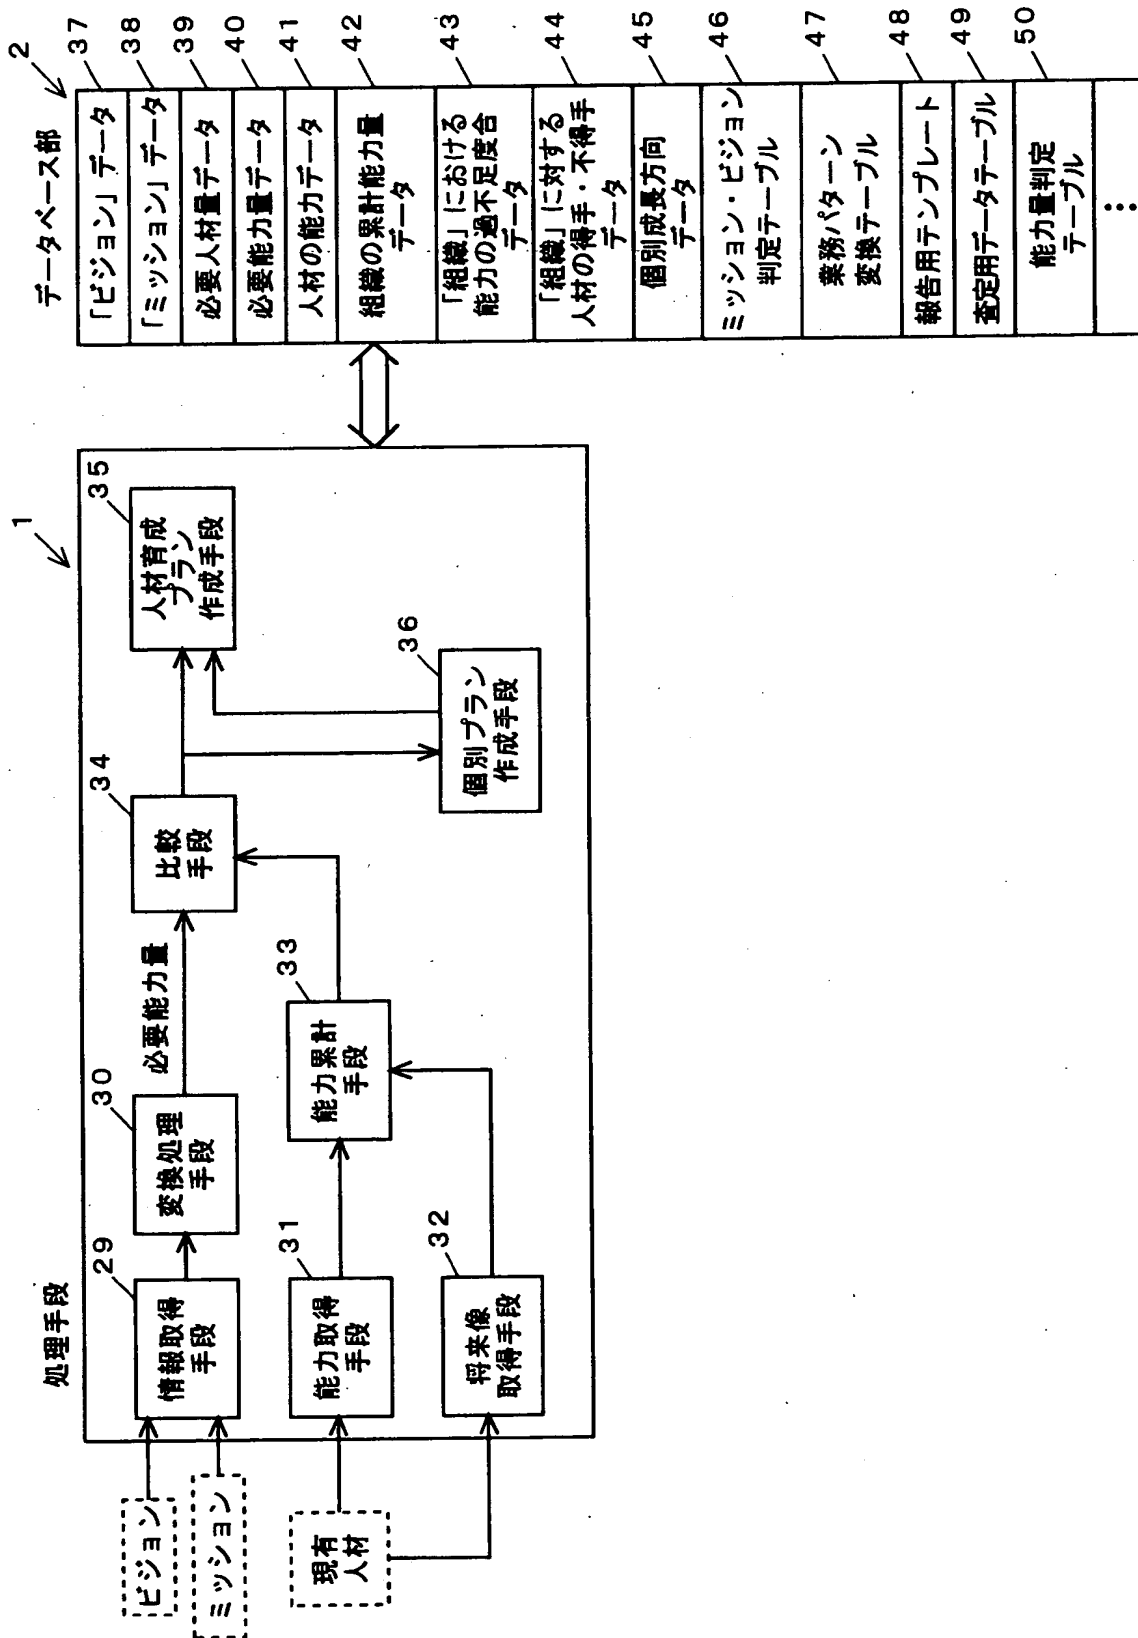 処理手段
1
ビジョン
ミッション
現有
人材
29
情報取得
手段
30
変換処理
手段
必要能力量
31
能力取得
手段
32
将来像
取得手段
33
能力累計
手段
34
比較
手段
35
人材育成
プラン
作成手段
36
個別プラン
作成手段
データベース部
2
「ビジョン」データ
37
「ミッション」データ
38
必要人材量データ
39
必要能力量データ
40
人材の能力データ
41
組織の累計能力量
データ
42
「組織」における
能力の過不足度合
データ
43
「組織」に対する
人材の得手・不得手
データ
44
個別成長方向
データ
45
ミッション・ビジョン
判定テーブル
46
業務パターン
変換テーブル
47
報告用テンプレート
48
査定用データテーブル
49
能力量判定
テーブル
50